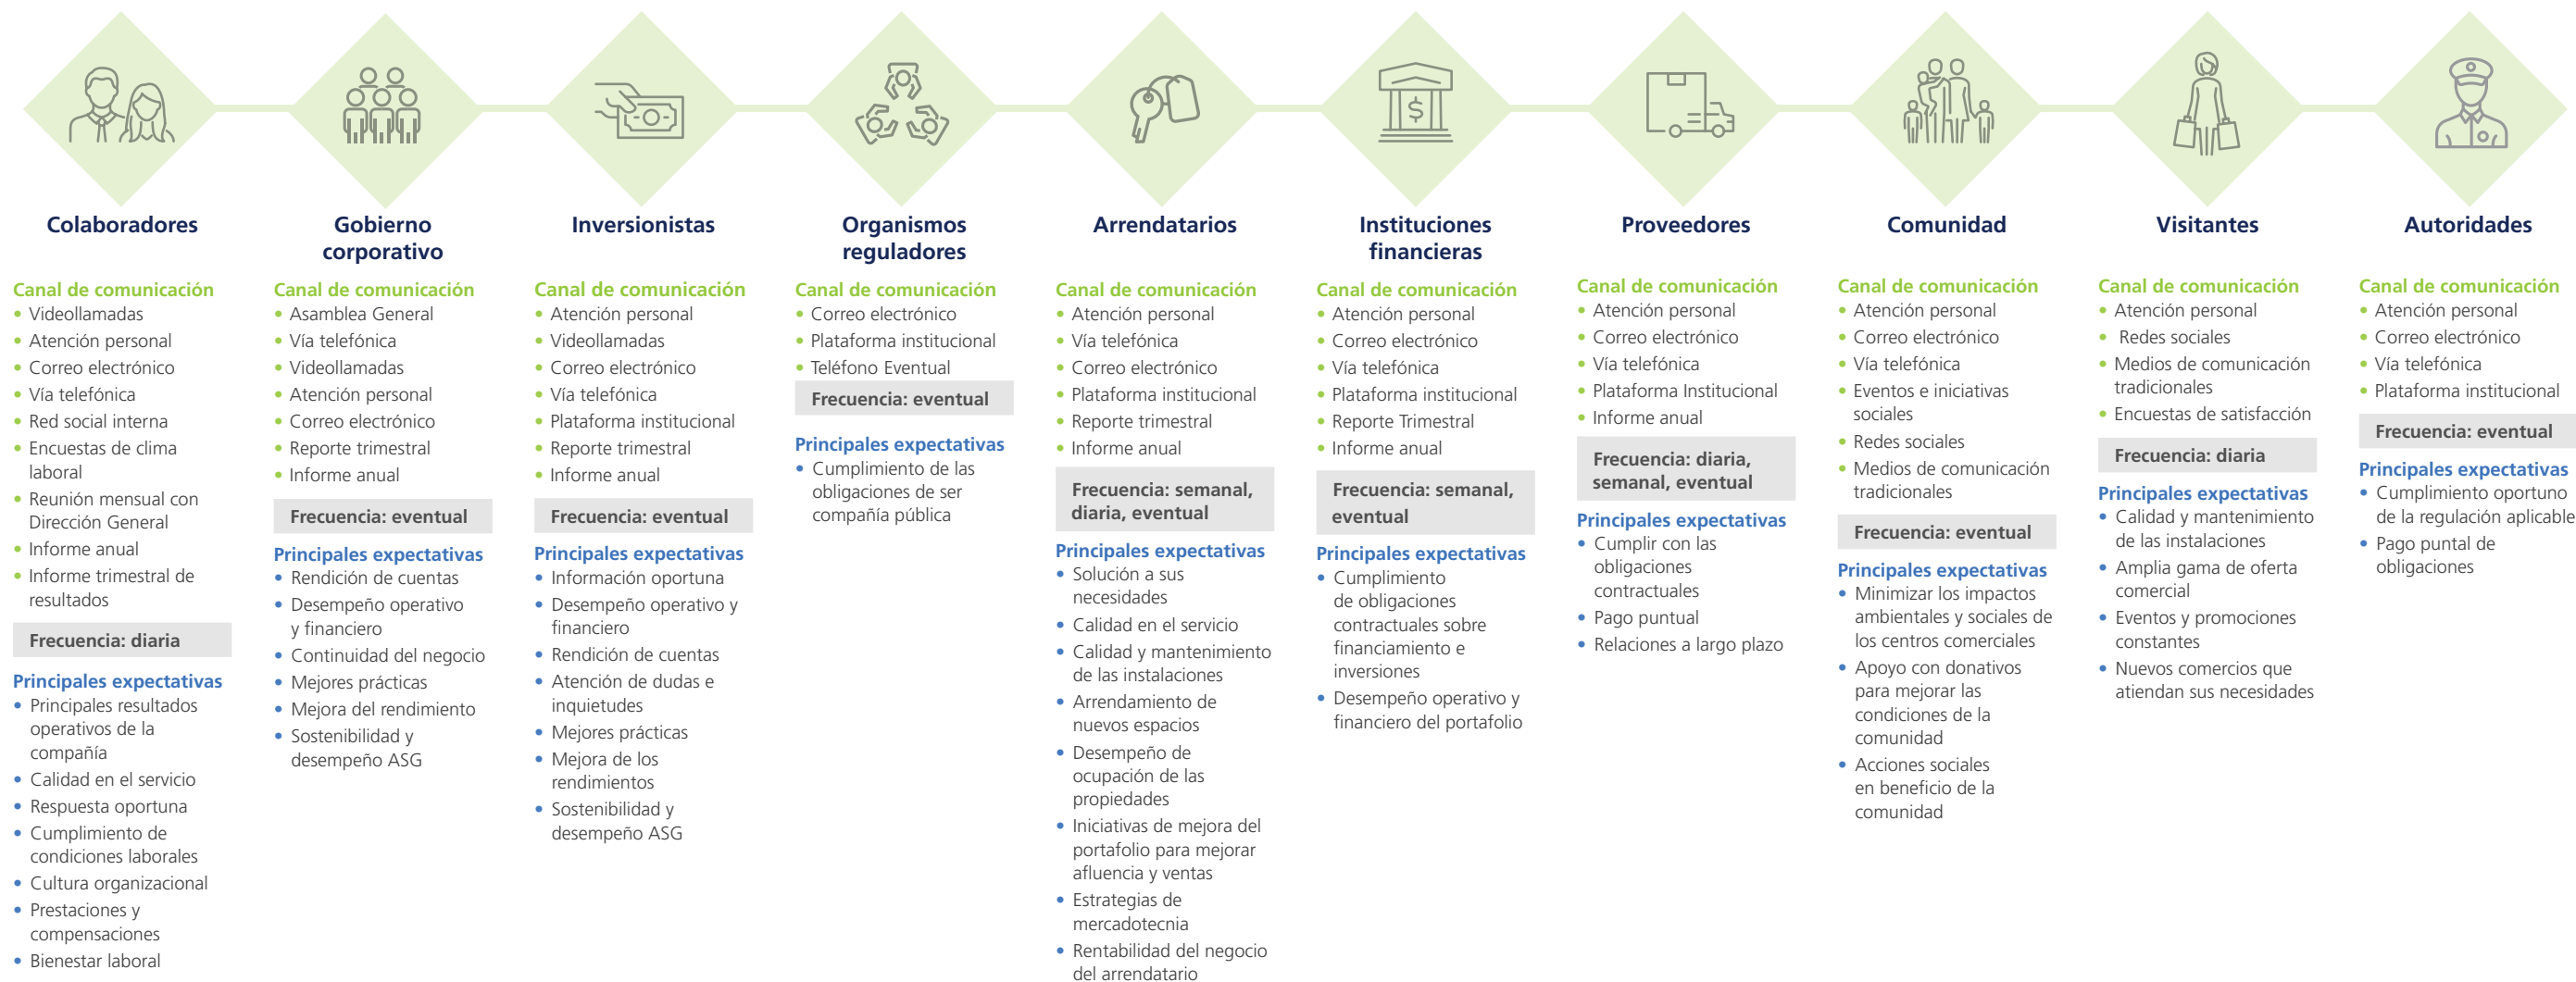 Colaboradores
Canal de comunicación
• Videollamadas
• Atención personal
• Correo electrónico
• Vía telefónica
• Red social interna
• Encuestas de clima
laboral
• Reunión mensual con
Dirección General
• Informe anual
• Informe trimestral de
resultados
Frecuencia: diaria
Principales expectativas
• Principales resultados
operativos de la
compañía
• Calidad en el servicio
• Respuesta oportuna
• Cumplimiento de
condiciones laborales
• Cultura organizacional
• Prestaciones y
compensaciones
• Bienestar laboral
Gobierno
corporativo
Canal de comunicación
• Asamblea General
• Vía telefónica
• Videollamadas
• Atención personal
• Correo electrónico
• Reporte trimestral
• Informe anual
Frecuencia: eventual
Principales expectativas
• Rendición de cuentas
• Desempeño operativo
y financiero
• Continuidad del negocio
• Mejores prácticas
• Mejora del rendimiento
• Sostenibilidad y
desempeño ASG
Inversionistas
Canal de comunicación
• Atención personal
• Videollamadas
• Correo electrónico
• Vía telefónica
• Plataforma institucional
• Reporte trimestral
• Informe anual
Frecuencia: eventual
Principales expectativas
• Información oportuna
• Desempeño operativo y
financiero
• Rendición de cuentas
• Atención de dudas e
inquietudes
• Mejores prácticas
• Mejora de los
rendimientos
• Sostenibilidad y
desempeño ASG
Organismos
reguladores
Canal de comunicación
• Correo electrónico
• Plataforma institucional
• Teléfono Eventual
Frecuencia: eventual
Principales expectativas
• Cumplimiento de las
obligaciones de ser
compañía pública
Arrendatarios
Canal de comunicación
• Atención personal
• Vía telefónica
• Correo electrónico
• Plataforma institucional
• Reporte trimestral
• Informe anual
Frecuencia: semanal,
diaria, eventual
Principales expectativas
• Solución a sus
necesidades
• Calidad en el servicio
• Calidad y mantenimiento
de las instalaciones
• Arrendamiento de
nuevos espacios
• Desempeño de
ocupación de las
propiedades
• Iniciativas de mejora del
portafolio para mejorar
afluencia y ventas
• Estrategias de
mercadotecnia
• Rentabilidad del negocio
del arrendatario
Instituciones
financieras
Canal de comunicación
• Atención personal
• Correo electrónico
• Vía telefónica
• Plataforma institucional
• Reporte Trimestral
• Informe anual
Frecuencia: semanal,
eventual
Principales expectativas
• Cumplimiento
de obligaciones
contractuales sobre
financiamiento e
inversiones
• Desempeño operativo y
financiero del portafolio
Proveedores
Canal de comunicación
• Atención personal
• Correo electrónico
• Vía telefónica
• Plataforma Institucional
• Informe anual
Frecuencia: diaria,
semanal, eventual
Principales expectativas
• Cumplir con las
obligaciones
contractuales
• Pago puntual
• Relaciones a largo plazo
Comunidad
Canal de comunicación
• Atención personal
• Correo electrónico
• Vía telefónica
• Eventos e iniciativas
sociales
• Redes sociales
• Medios de comunicación
tradicionales
Frecuencia: eventual
Principales expectativas
• Minimizar los impactos
ambientales y sociales de
los centros comerciales
• Apoyo con donativos
para mejorar las
condiciones de la
comunidad
• Acciones sociales
en beneficio de la
comunidad
Visitantes
Canal de comunicación
• Atención personal
• Redes sociales
• Medios de comunicación
tradicionales
• Encuestas de satisfacción
Frecuencia: diaria
Principales expectativas
• Calidad y mantenimiento
de las instalaciones
• Amplia gama de oferta
comercial
• Eventos y promociones
constantes
• Nuevos comercios que
atiendan sus necesidades
Autoridades
Canal de comunicación
• Atención personal
• Correo electrónico
• Vía telefónica
• Plataforma institucional
Frecuencia: eventual
Principales expectativas
• Cumplimiento oportuno
de la regulación aplicable
• Pago puntal de
obligaciones